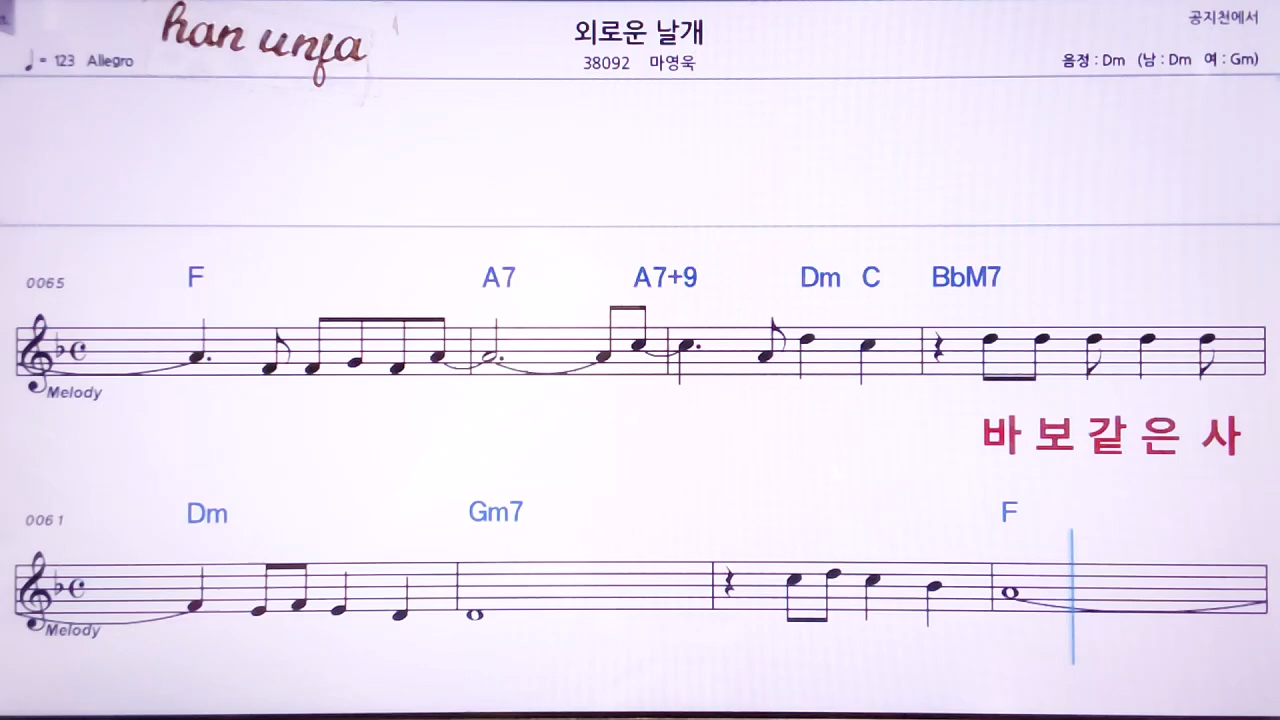 han unja
외로운 날개
공지천에서
♩= 123 Allegro
38092 마영욱
음정 : Dm (남 : Dm 여 : Gm)
0065
F A7 A7+9 Dm C BbM7
Melody
바 보 같 은 사
0061
Dm Gm7 F
Melody